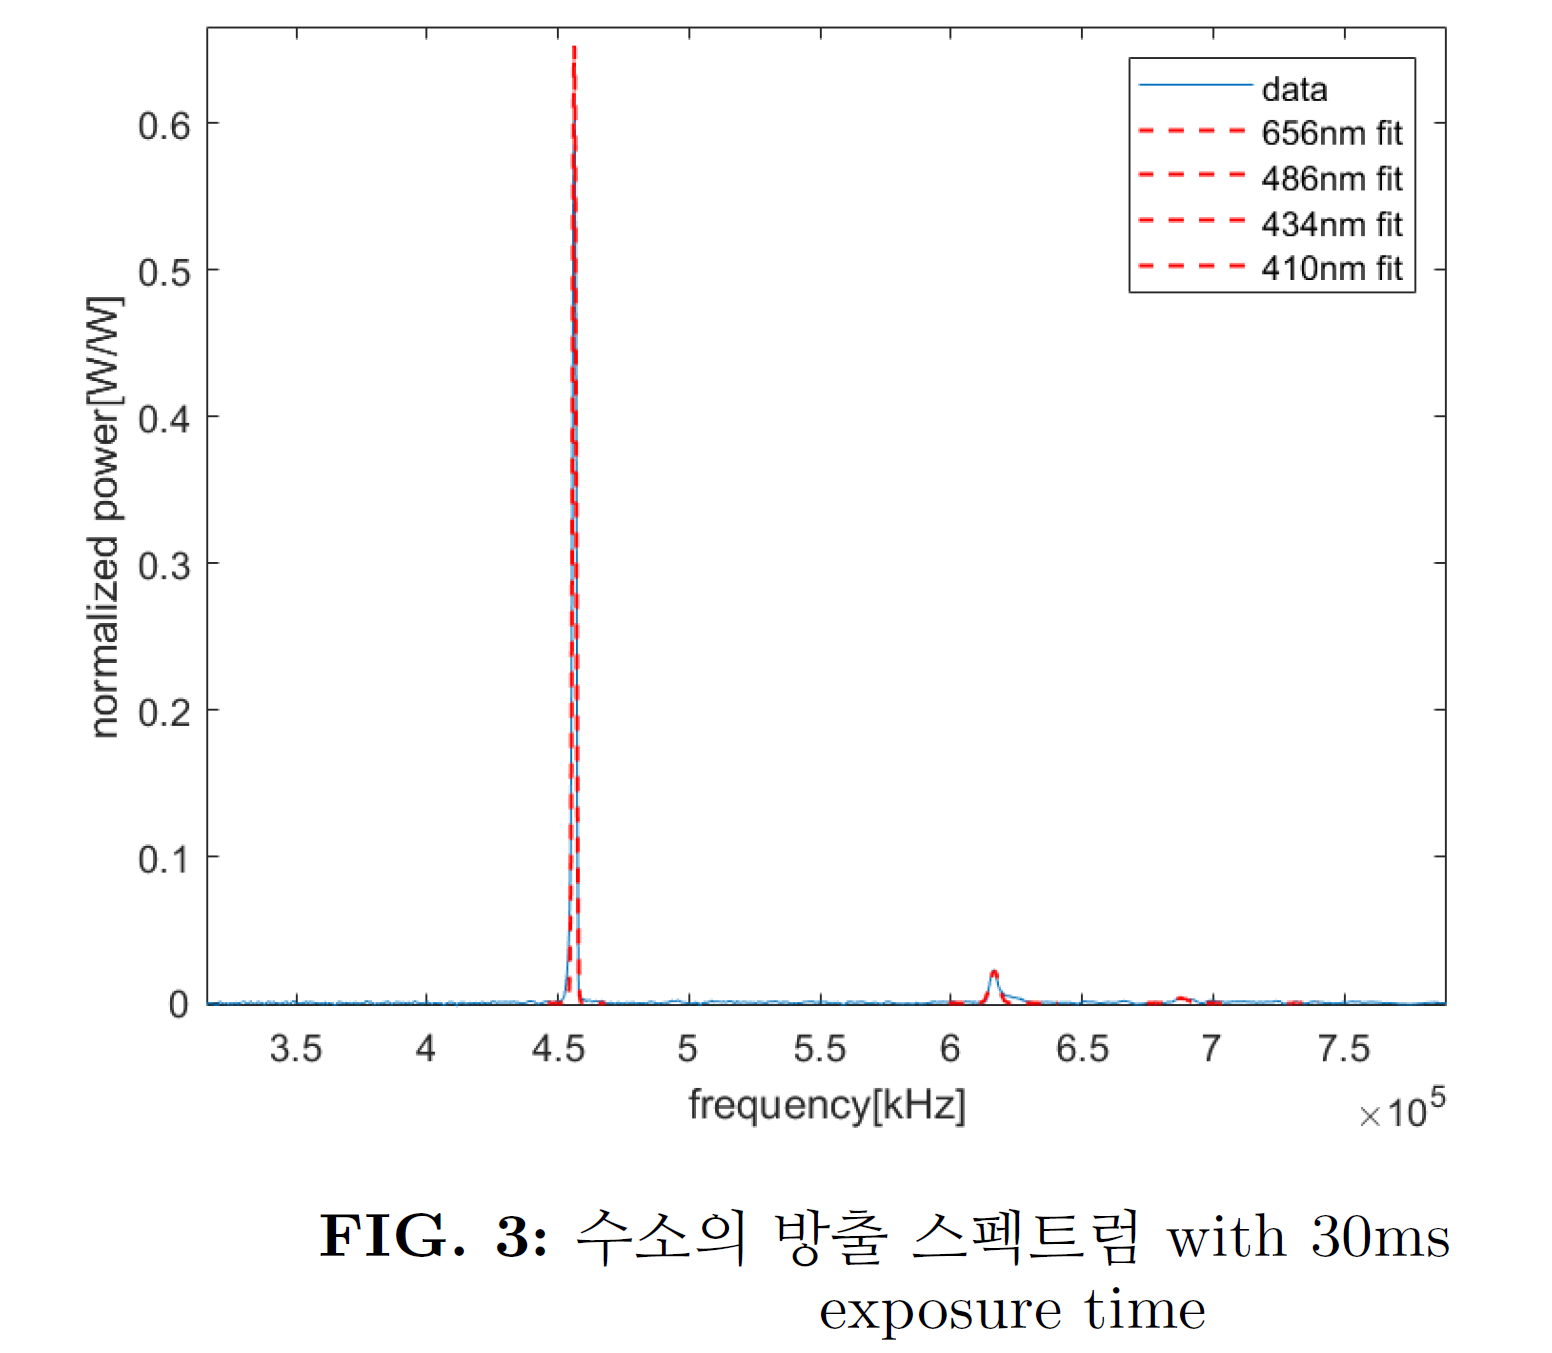 data
656nm fit
486nm fit
434nm fit
410nm fit
normalized power[W/W]
0.6
0.5
0.4
0.3
0.2
0.1
0
3.5 4 4.5 5 5.5 6 6.5 7 7.5
frequency[kHz]
×10^5
FIG. 3: 수소의 방출 스펙트럼 with 30ms
exposure time